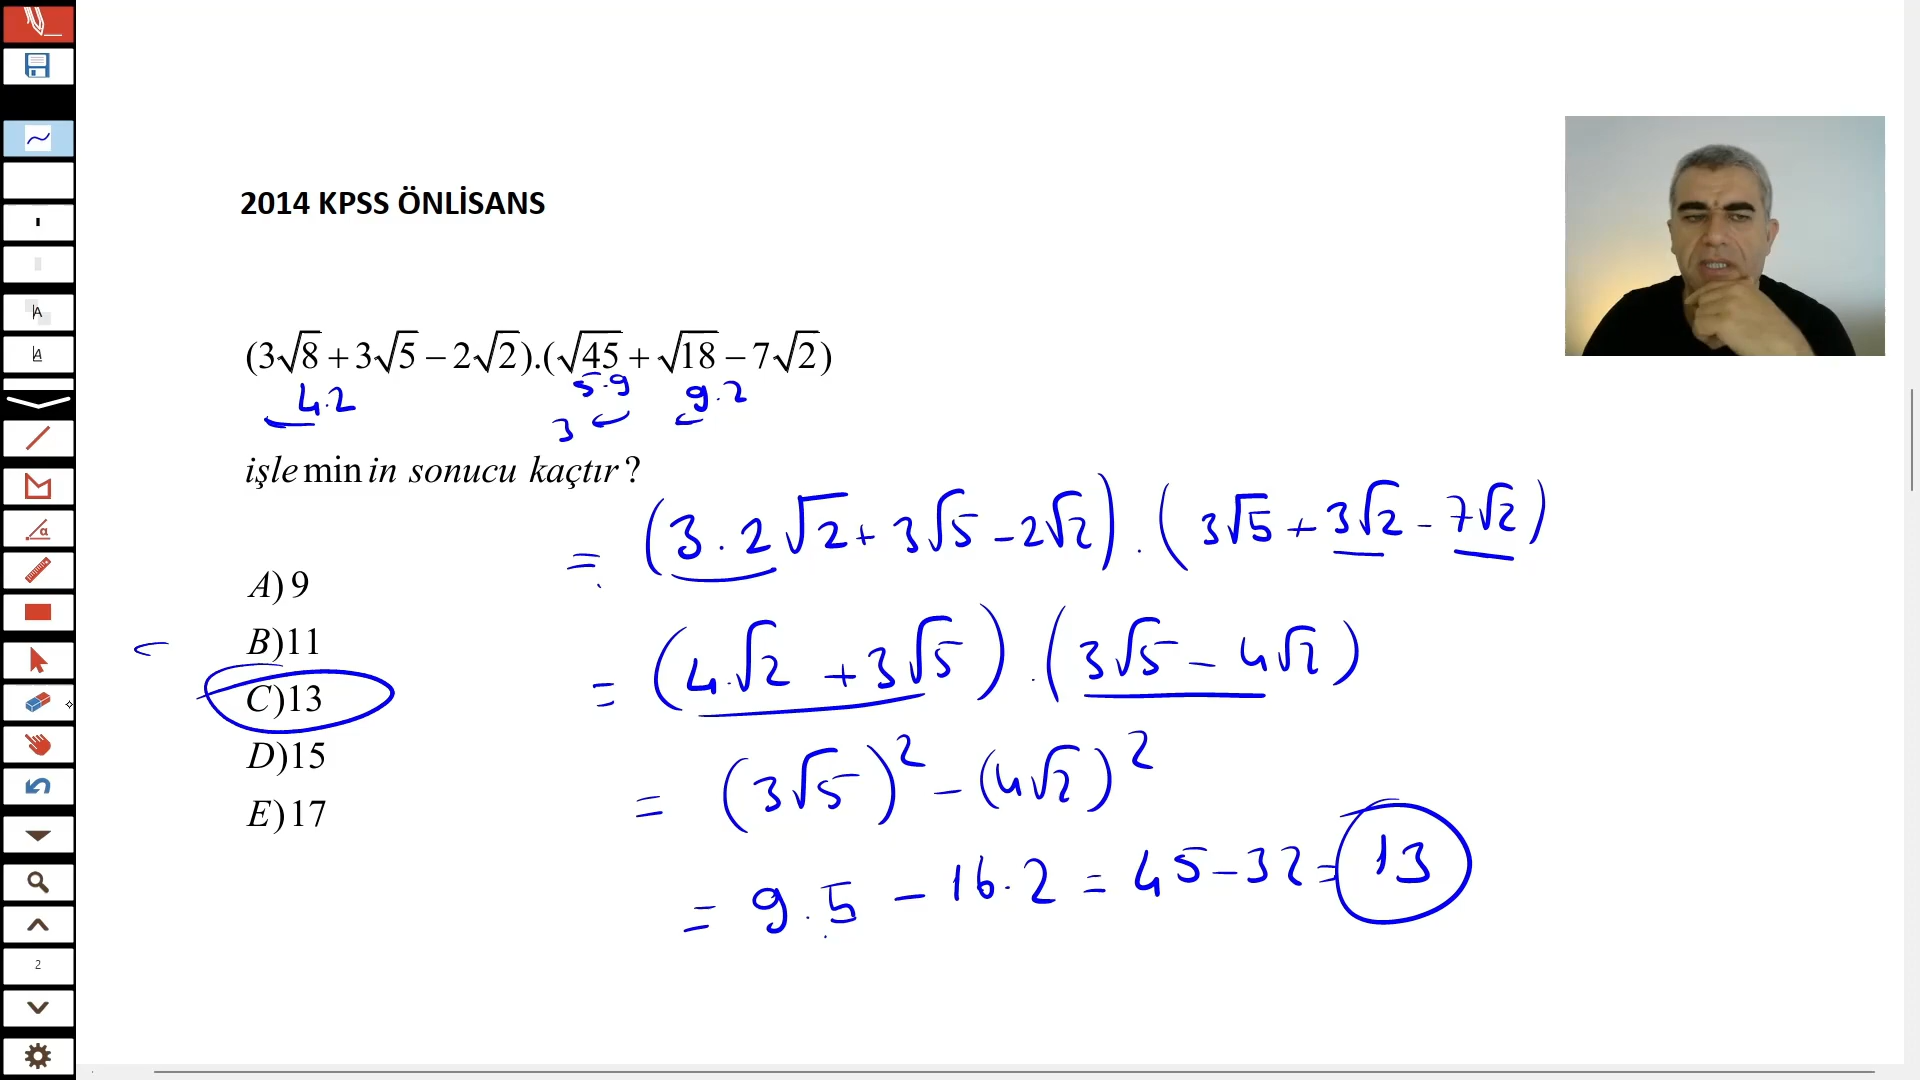 2014 KPSS ÖNLİSANS
(3√8+3√5−2√2).(√45+√18−7√2)
4.2 5.9 9.2
3
işleminin sonucu kaçtır?
= (3.2√2+3√5−2√2).(3√5+3√2−7√2)
A)9
B)11
= (4.√2+3√5).(3√5−4√2)
C)13
D)15
= (3√5)²−(4√2)²
E)17
= 9.5−16.2=45−32=13
A
A
α
2